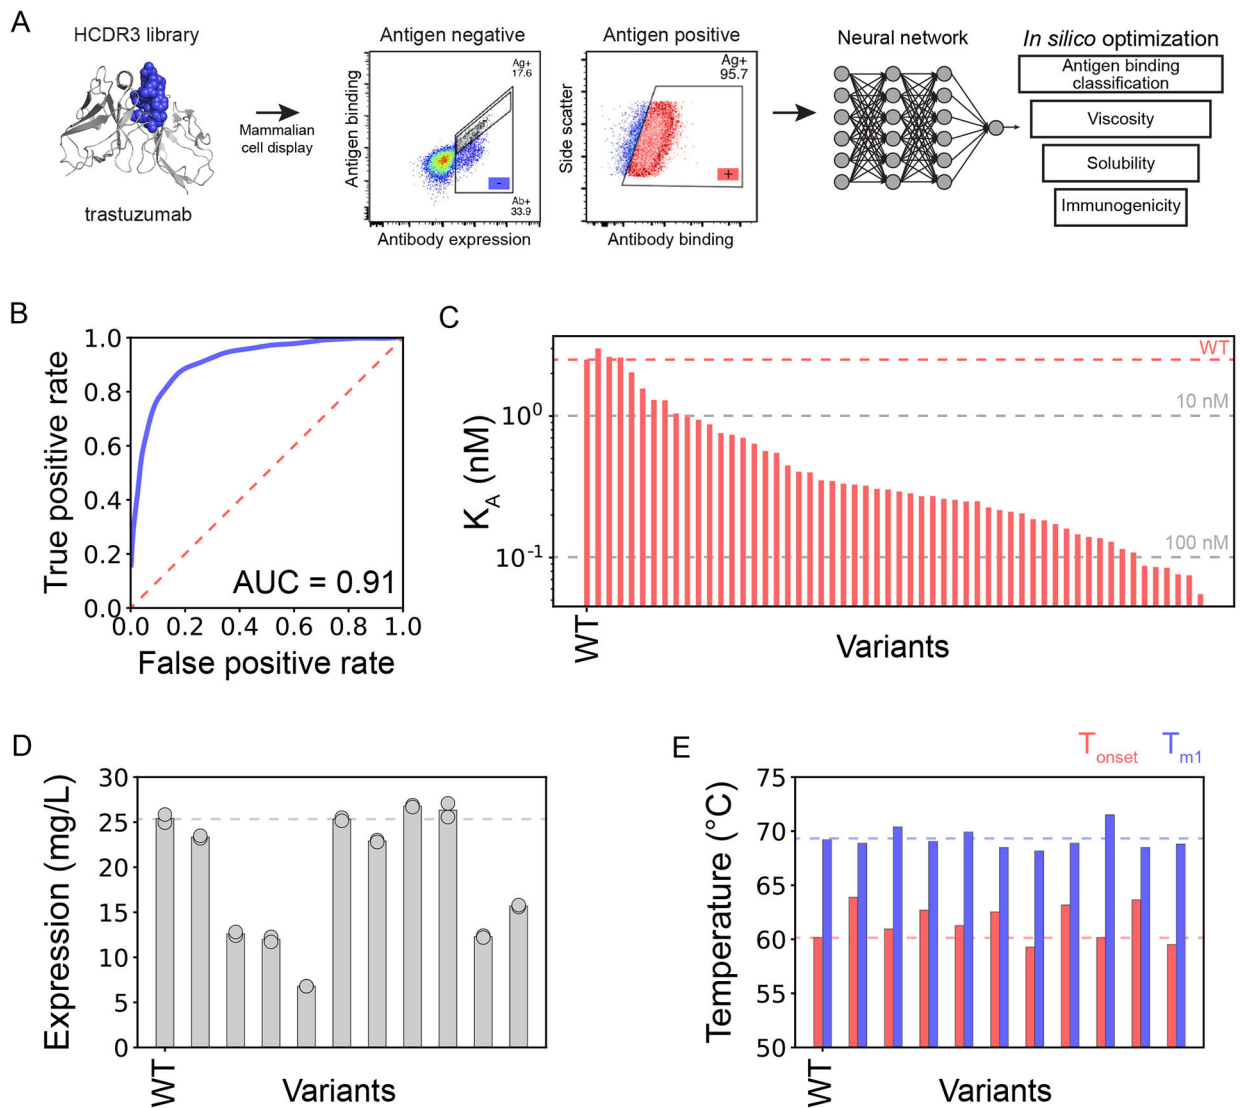 A
HCDR3 library
trastuzumab
Mammalian
cell display
Antigen negative
Antigen binding
Ag+
17.6
-
Ab+
33.9
Antibody expression
Antigen positive
Side scatter
Ag+
95.7
+
Antibody binding
Neural network
In silico optimization
Antigen binding
classification
Viscosity
Solubility
Immunogenicity
B
True positive rate
1.0
0.8
0.6
0.4
0.2
0.0
AUC = 0.91
0.0 0.2 0.4 0.6 0.8 1.0
False positive rate
C
K_A (nM)
10^0
10^-1
WT
10 nM
100 nM
WT
Variants
D
Expression (mg/L)
30
25
20
15
10
5
0
WT
Variants
E
T_onset T_m1
Temperature (°C)
75
70
65
60
55
50
WT
Variants